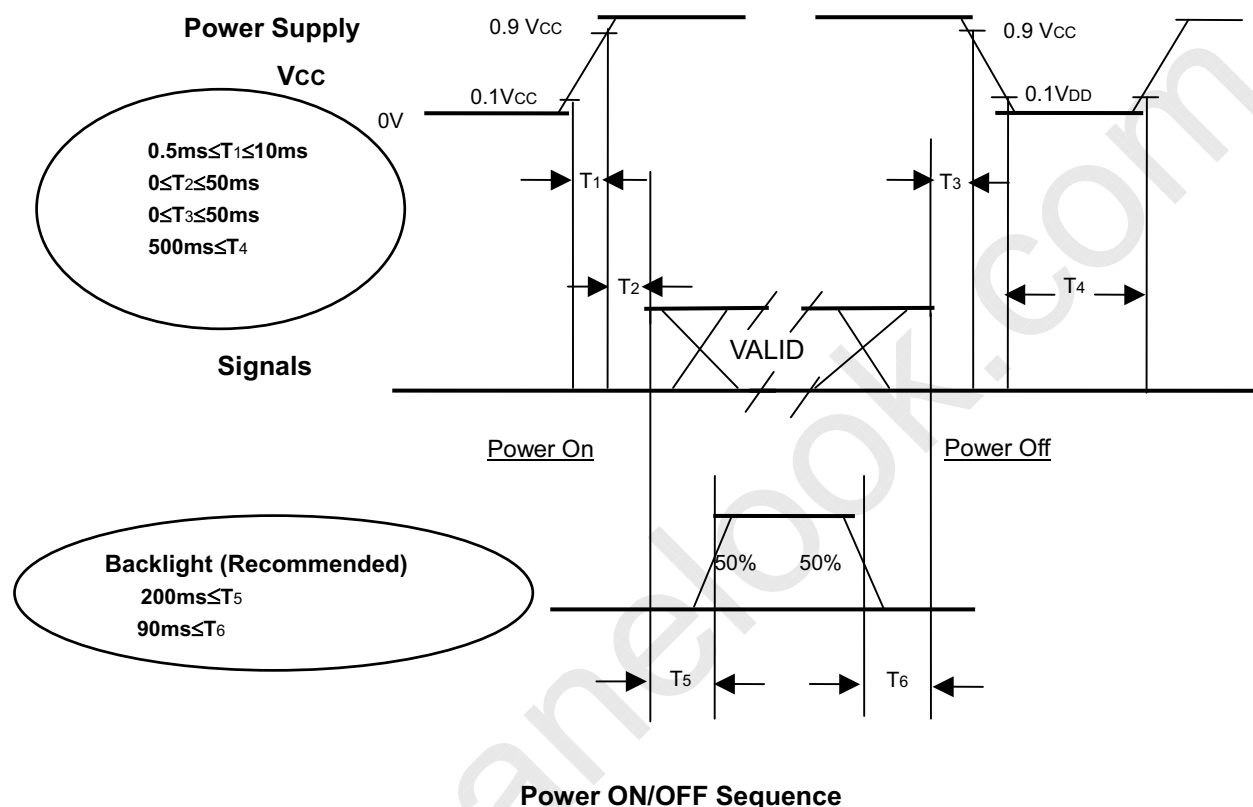 Power Supply
VCC
0.9 VCC
0.1VCC
0V
0.9 VCC
0.1VDD
0.5ms≤T1≤10ms
0≤T2≤50ms
0≤T3≤50ms
500ms≤T4
T1
T2
T3
T4
VALID
Signals
Power On
Power Off
Backlight (Recommended)
200ms≤T5
90ms≤T6
50%
50%
T5
T6
Power ON/OFF Sequence
anelook.com